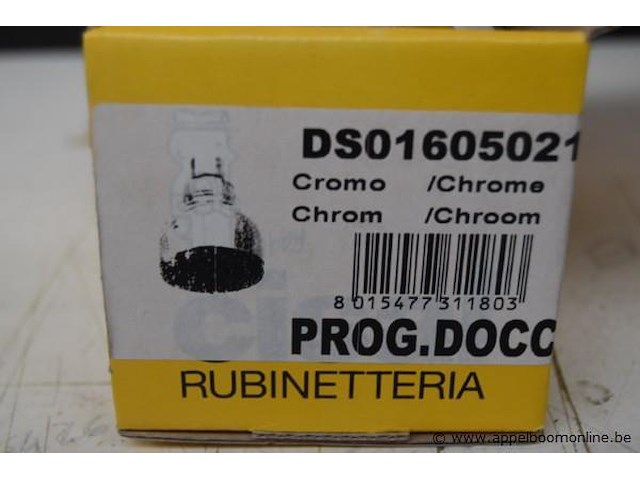 DS01605021
Cromo /Chrome
Chrom /Chroom
8 015477 311803
PROG.DOCC
RUBINETTERIA
© www.appelboomonline.be